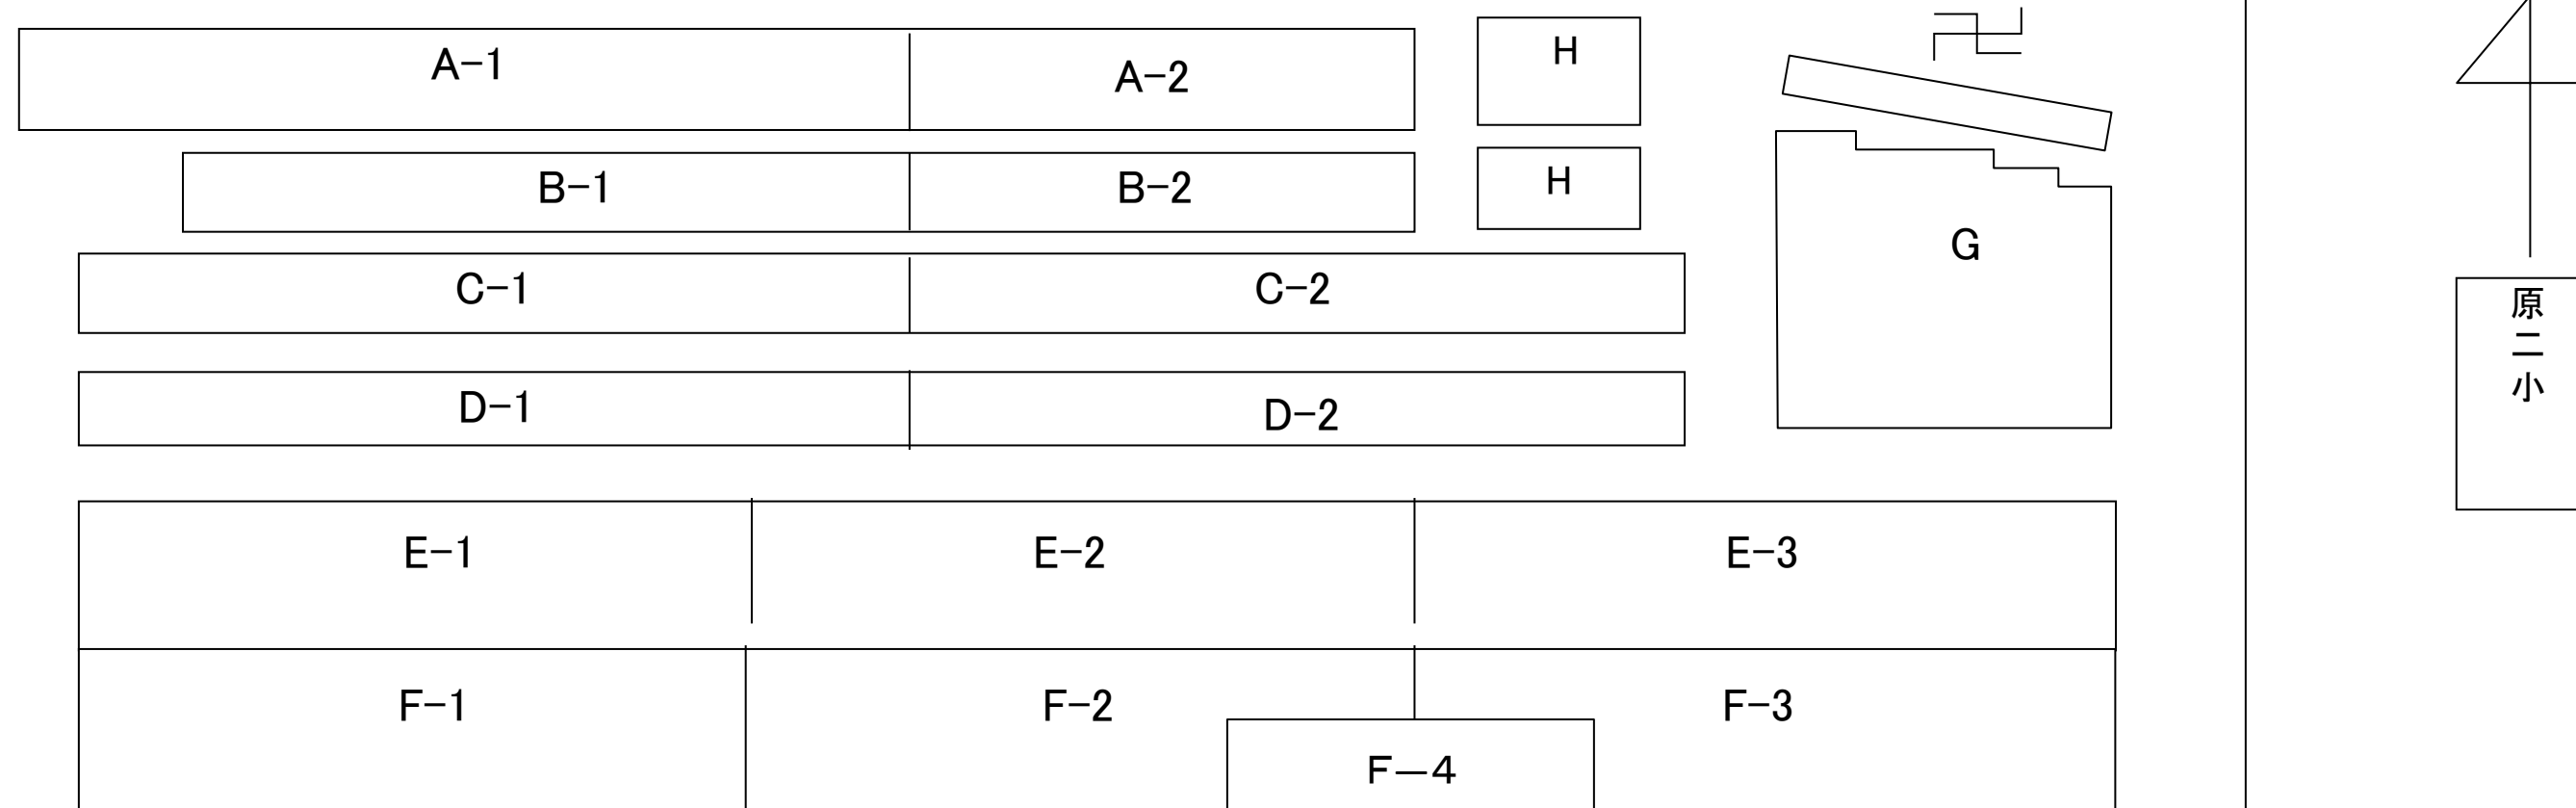 A-1
A-2
H
B-1
B-2
H
G
C-1
C-2
原二小
D-1
D-2
E-1
E-2
E-3
F-1
F-2
F-3
F－4